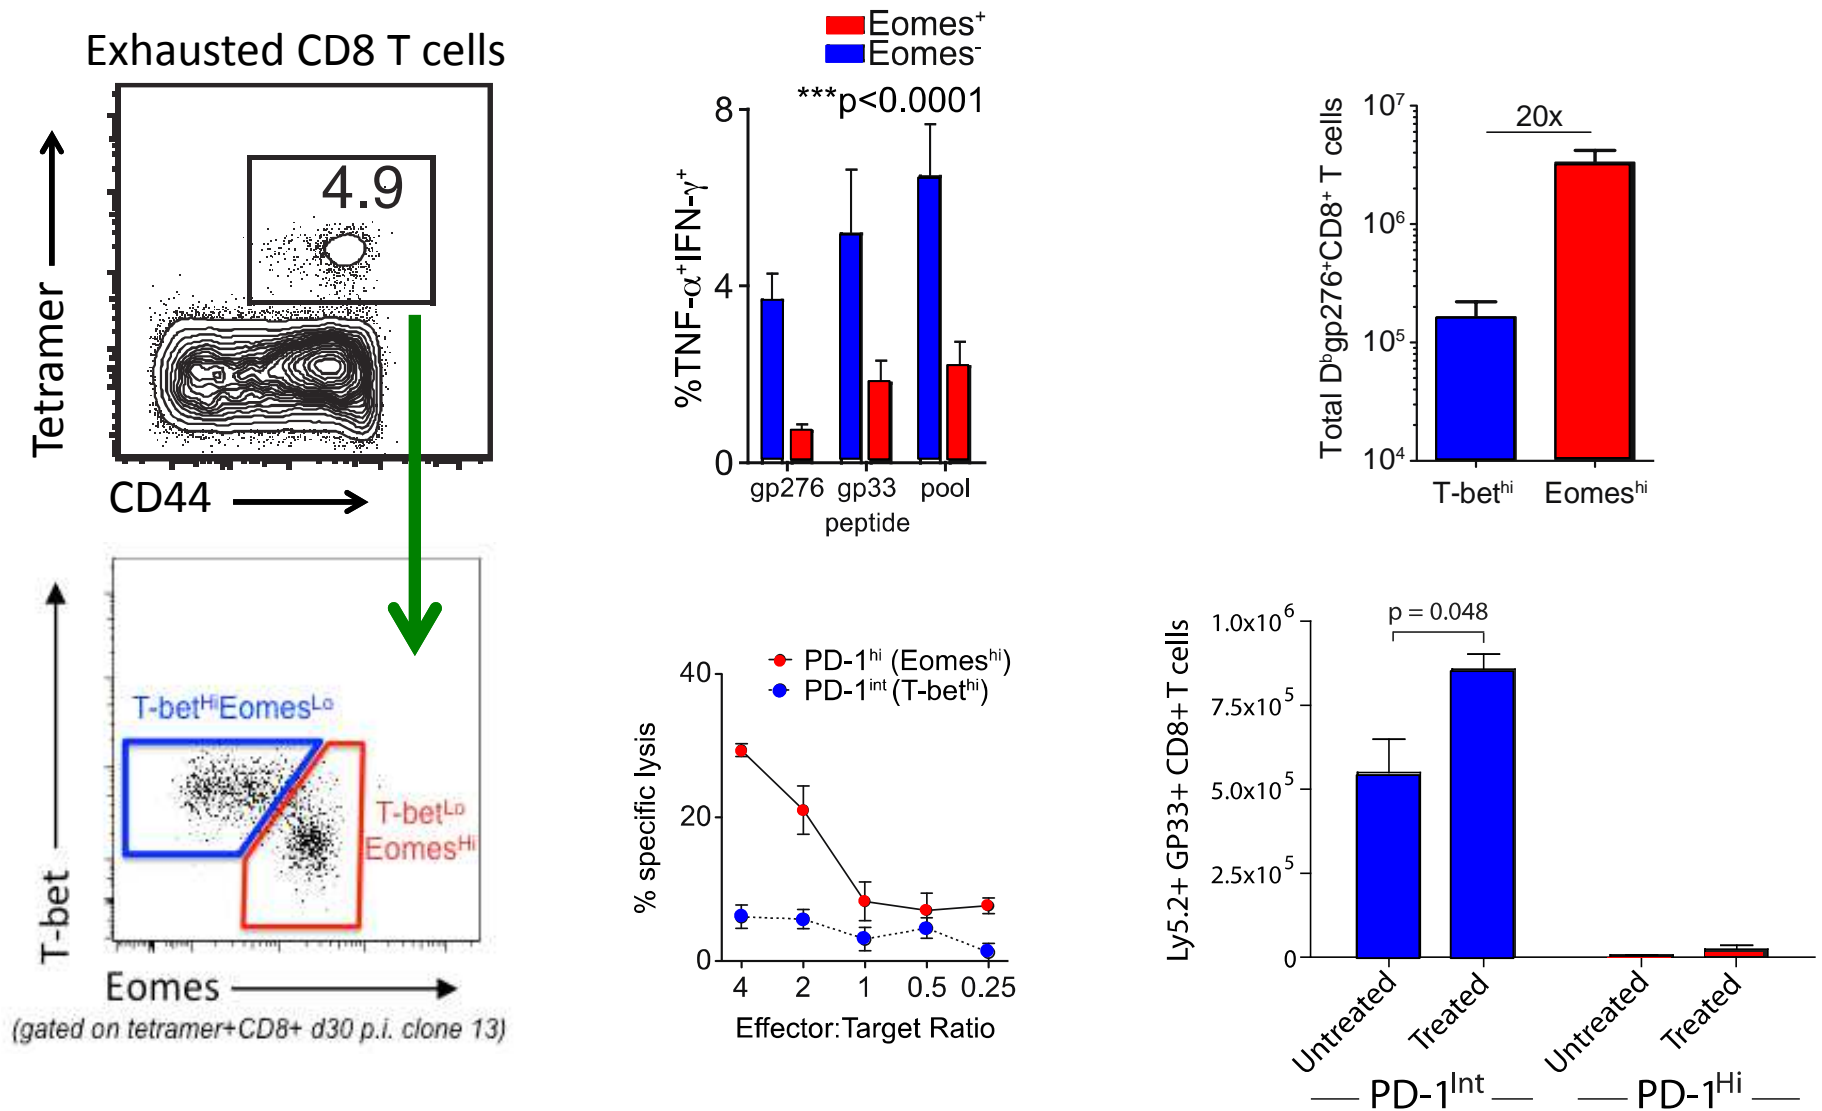 Exhausted CD8 T cells
Tetramer
4.9
CD44
T-bet
T-betᴴⁱEomesᴸᵒ
T-betᴸᵒ
Eomesᴴⁱ
Eomes
(gated on tetramer+CD8+ d30 p.i. clone 13)
Eomes⁺
Eomes⁻
***p<0.0001
%TNF-α⁺IFN-γ⁺
8
4
0
gp276 gp33 pool
peptide
PD-1ʰⁱ (Eomesʰⁱ)
PD-1ⁱⁿᵗ (T-betʰⁱ)
% specific lysis
40
20
0
4 2 1 0.5 0.25
Effector:Target Ratio
Total Dᵇgp276⁺CD8⁺ T cells
10⁷
10⁶
10⁵
10⁴
20x
T-betʰⁱ Eomesʰⁱ
Ly5.2+ GP33+ CD8+ T cells
1.0x10⁶
7.5x10⁵
5.0x10⁵
2.5x10⁵
0
p = 0.048
Untreated Treated Untreated Treated
PD-1ᴵⁿᵗ PD-1ᴴⁱ